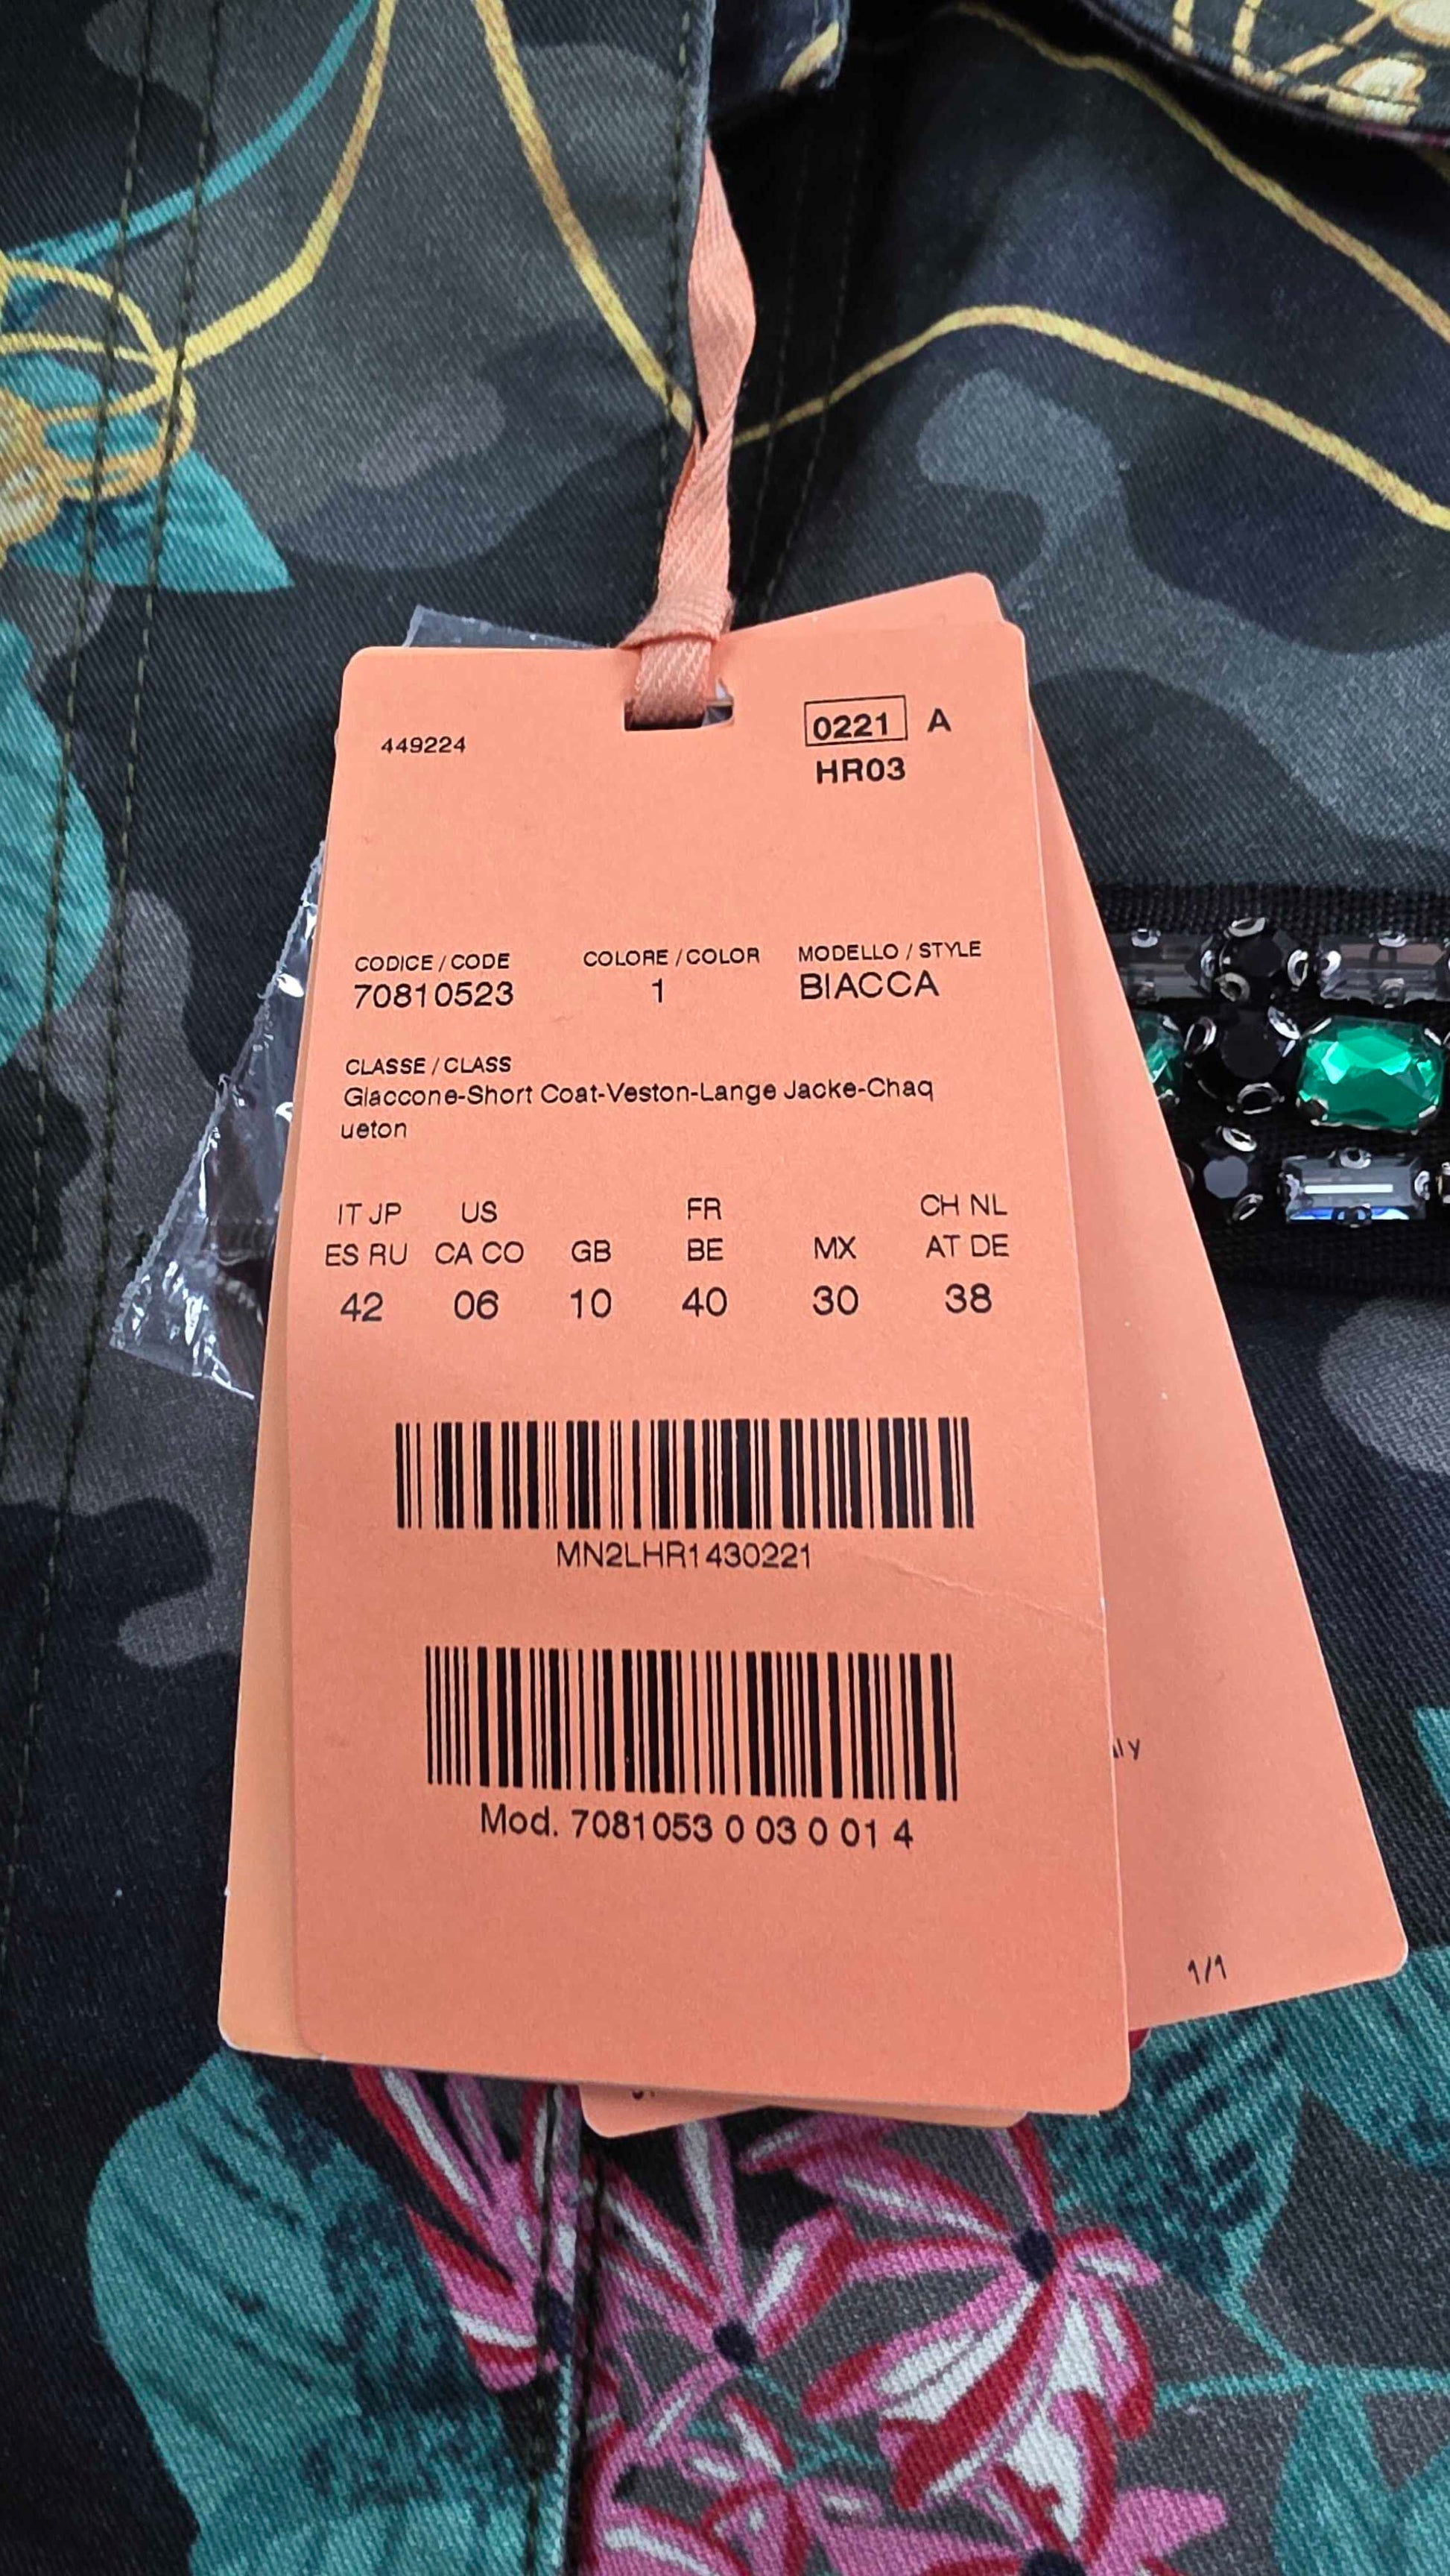 449224
0221 A
HR03
CODICE / CODE COLORE / COLOR MODELLO / STYLE
70810523 1 BIACCA
CLASSE / CLASS
Giaccone-Short Coat-Veston-Lange Jacke-Chaq
ueton
IT JP US FR CH NL
ES RU CA CO GB BE MX AT DE
42 06 10 40 30 38
MN2LHR1430221
Mod. 7081053 0 03 0 01 4
1/1